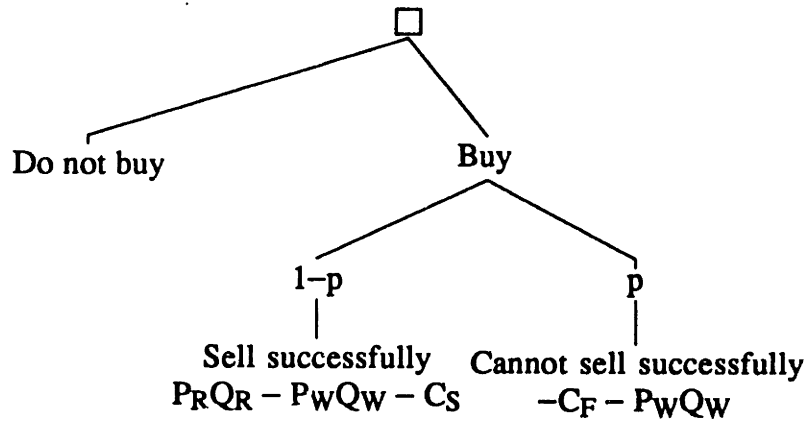 Do not buy
Buy
1–p
p
Sell successfully
Cannot sell successfully
PRQR – PWQW – CS
–CF – PWQW